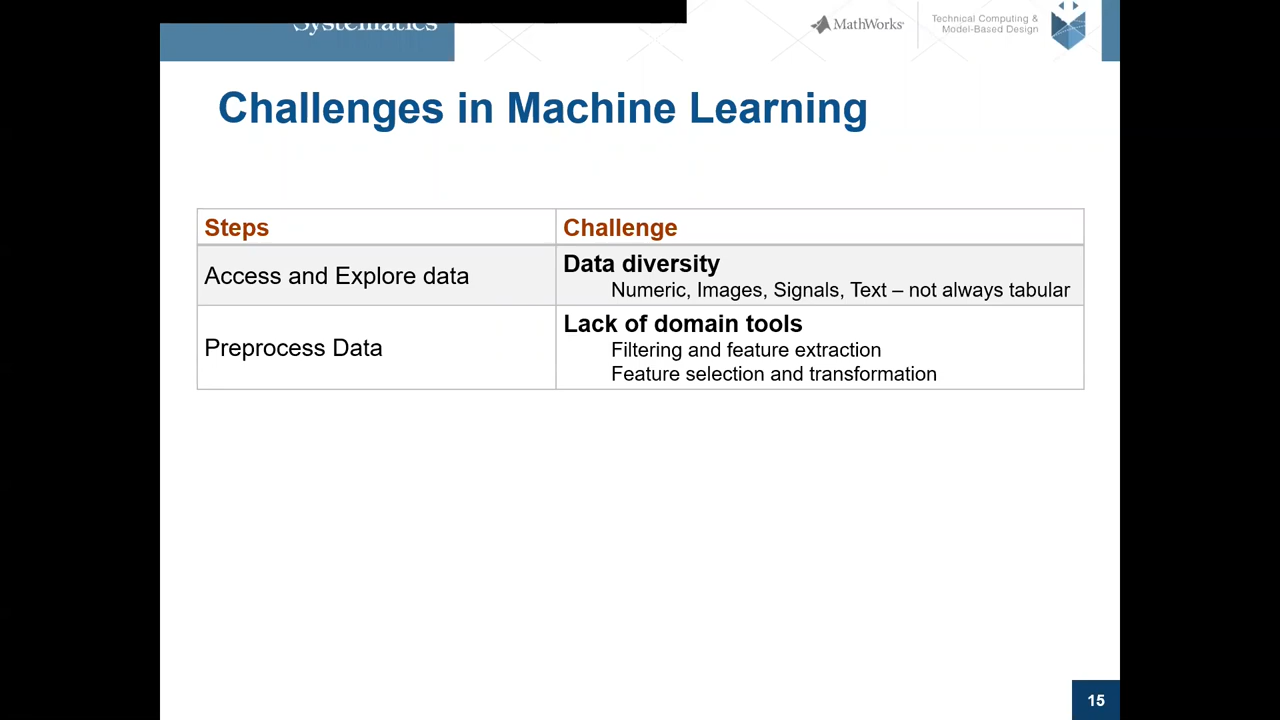 Systematics
MathWorks
Technical Computing &
Model-Based Design
Challenges in Machine Learning
Steps
Challenge
Access and Explore data
Data diversity
Numeric, Images, Signals, Text – not always tabular
Preprocess Data
Lack of domain tools
Filtering and feature extraction
Feature selection and transformation
15